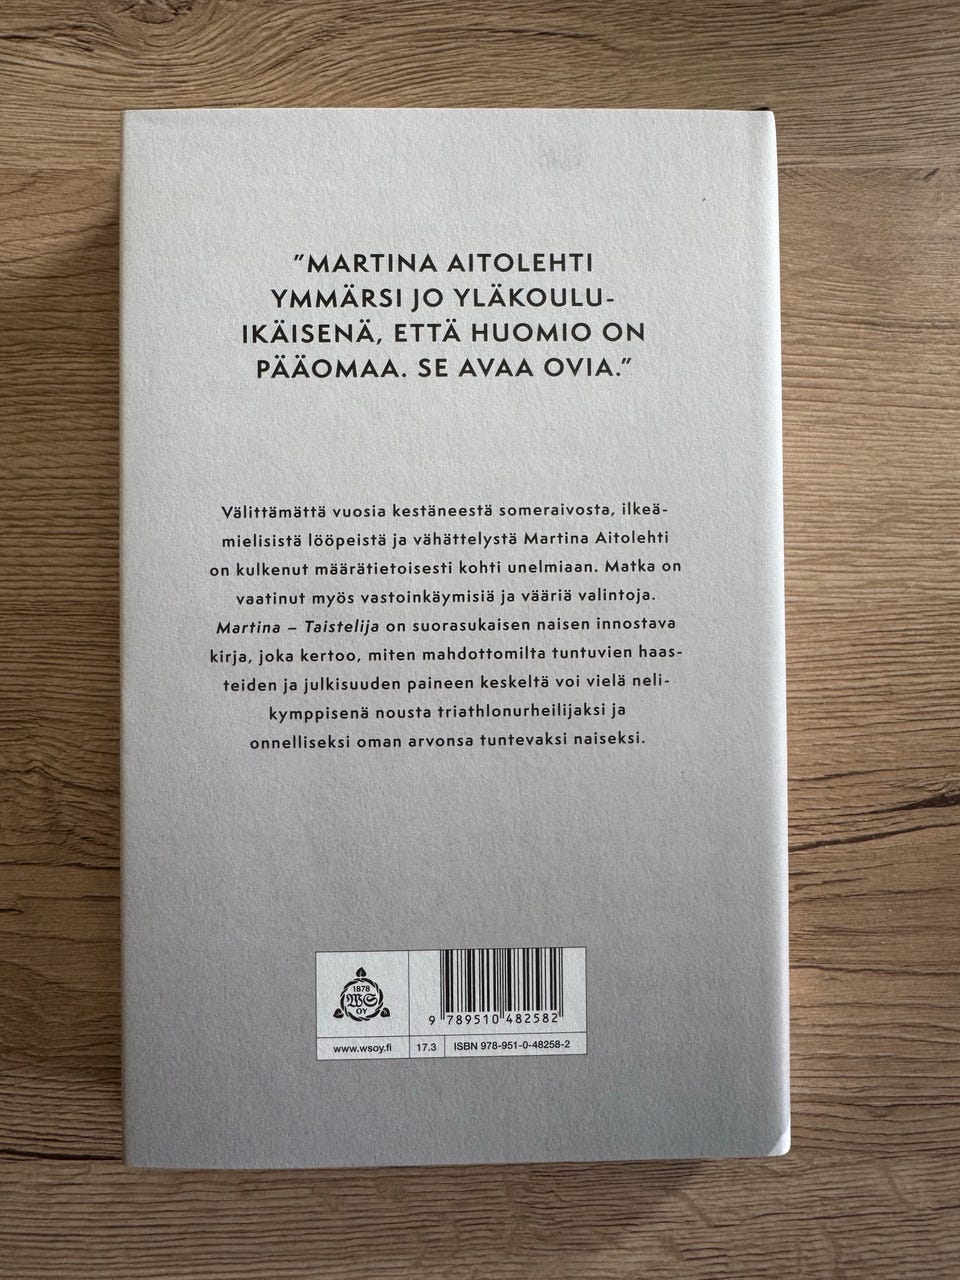 ”MARTINA AITOLEHTI
YMMÄRSI JO YLÄKOULU-
IKÄISENÄ, ETTÄ HUOMIO ON
PÄÄOMAA. SE AVAA OVIA.”
Välittämättä vuosia kestäneestä someraivosta, ilkeä-
mielisistä lööpeistä ja vähättelystä Martina Aitolehti
on kulkenut määrätietoisesti kohti unelmiaan. Matka on
vaatinut myös vastoinkäymisiä ja vääriä valintoja.
Martina – Taistelija on suorasukaisen naisen innostava
kirja, joka kertoo, miten mahdottomilta tuntuvien haas-
teiden ja julkisuuden paineen keskeltä voi vielä neli-
kymppisenä nousta triathlonurheilijaksi ja
onnelliseksi oman arvonsa tuntevaksi naiseksi.
1878
WS
OY
9 789510 482582
www.wsoy.fi 17.3 ISBN 978-951-0-48258-2